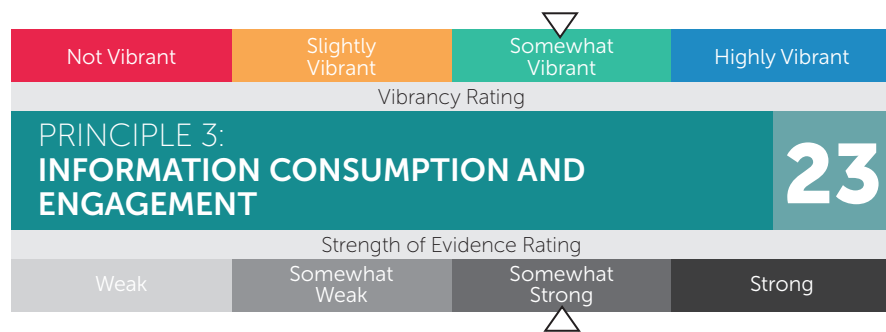 Not Vibrant
Slightly
Vibrant
Somewhat
Vibrant
Highly Vibrant
Vibrancy Rating
PRINCIPLE 3:
INFORMATION CONSUMPTION AND
ENGAGEMENT
23
Strength of Evidence Rating
Weak
Somewhat
Weak
Somewhat
Strong
Strong